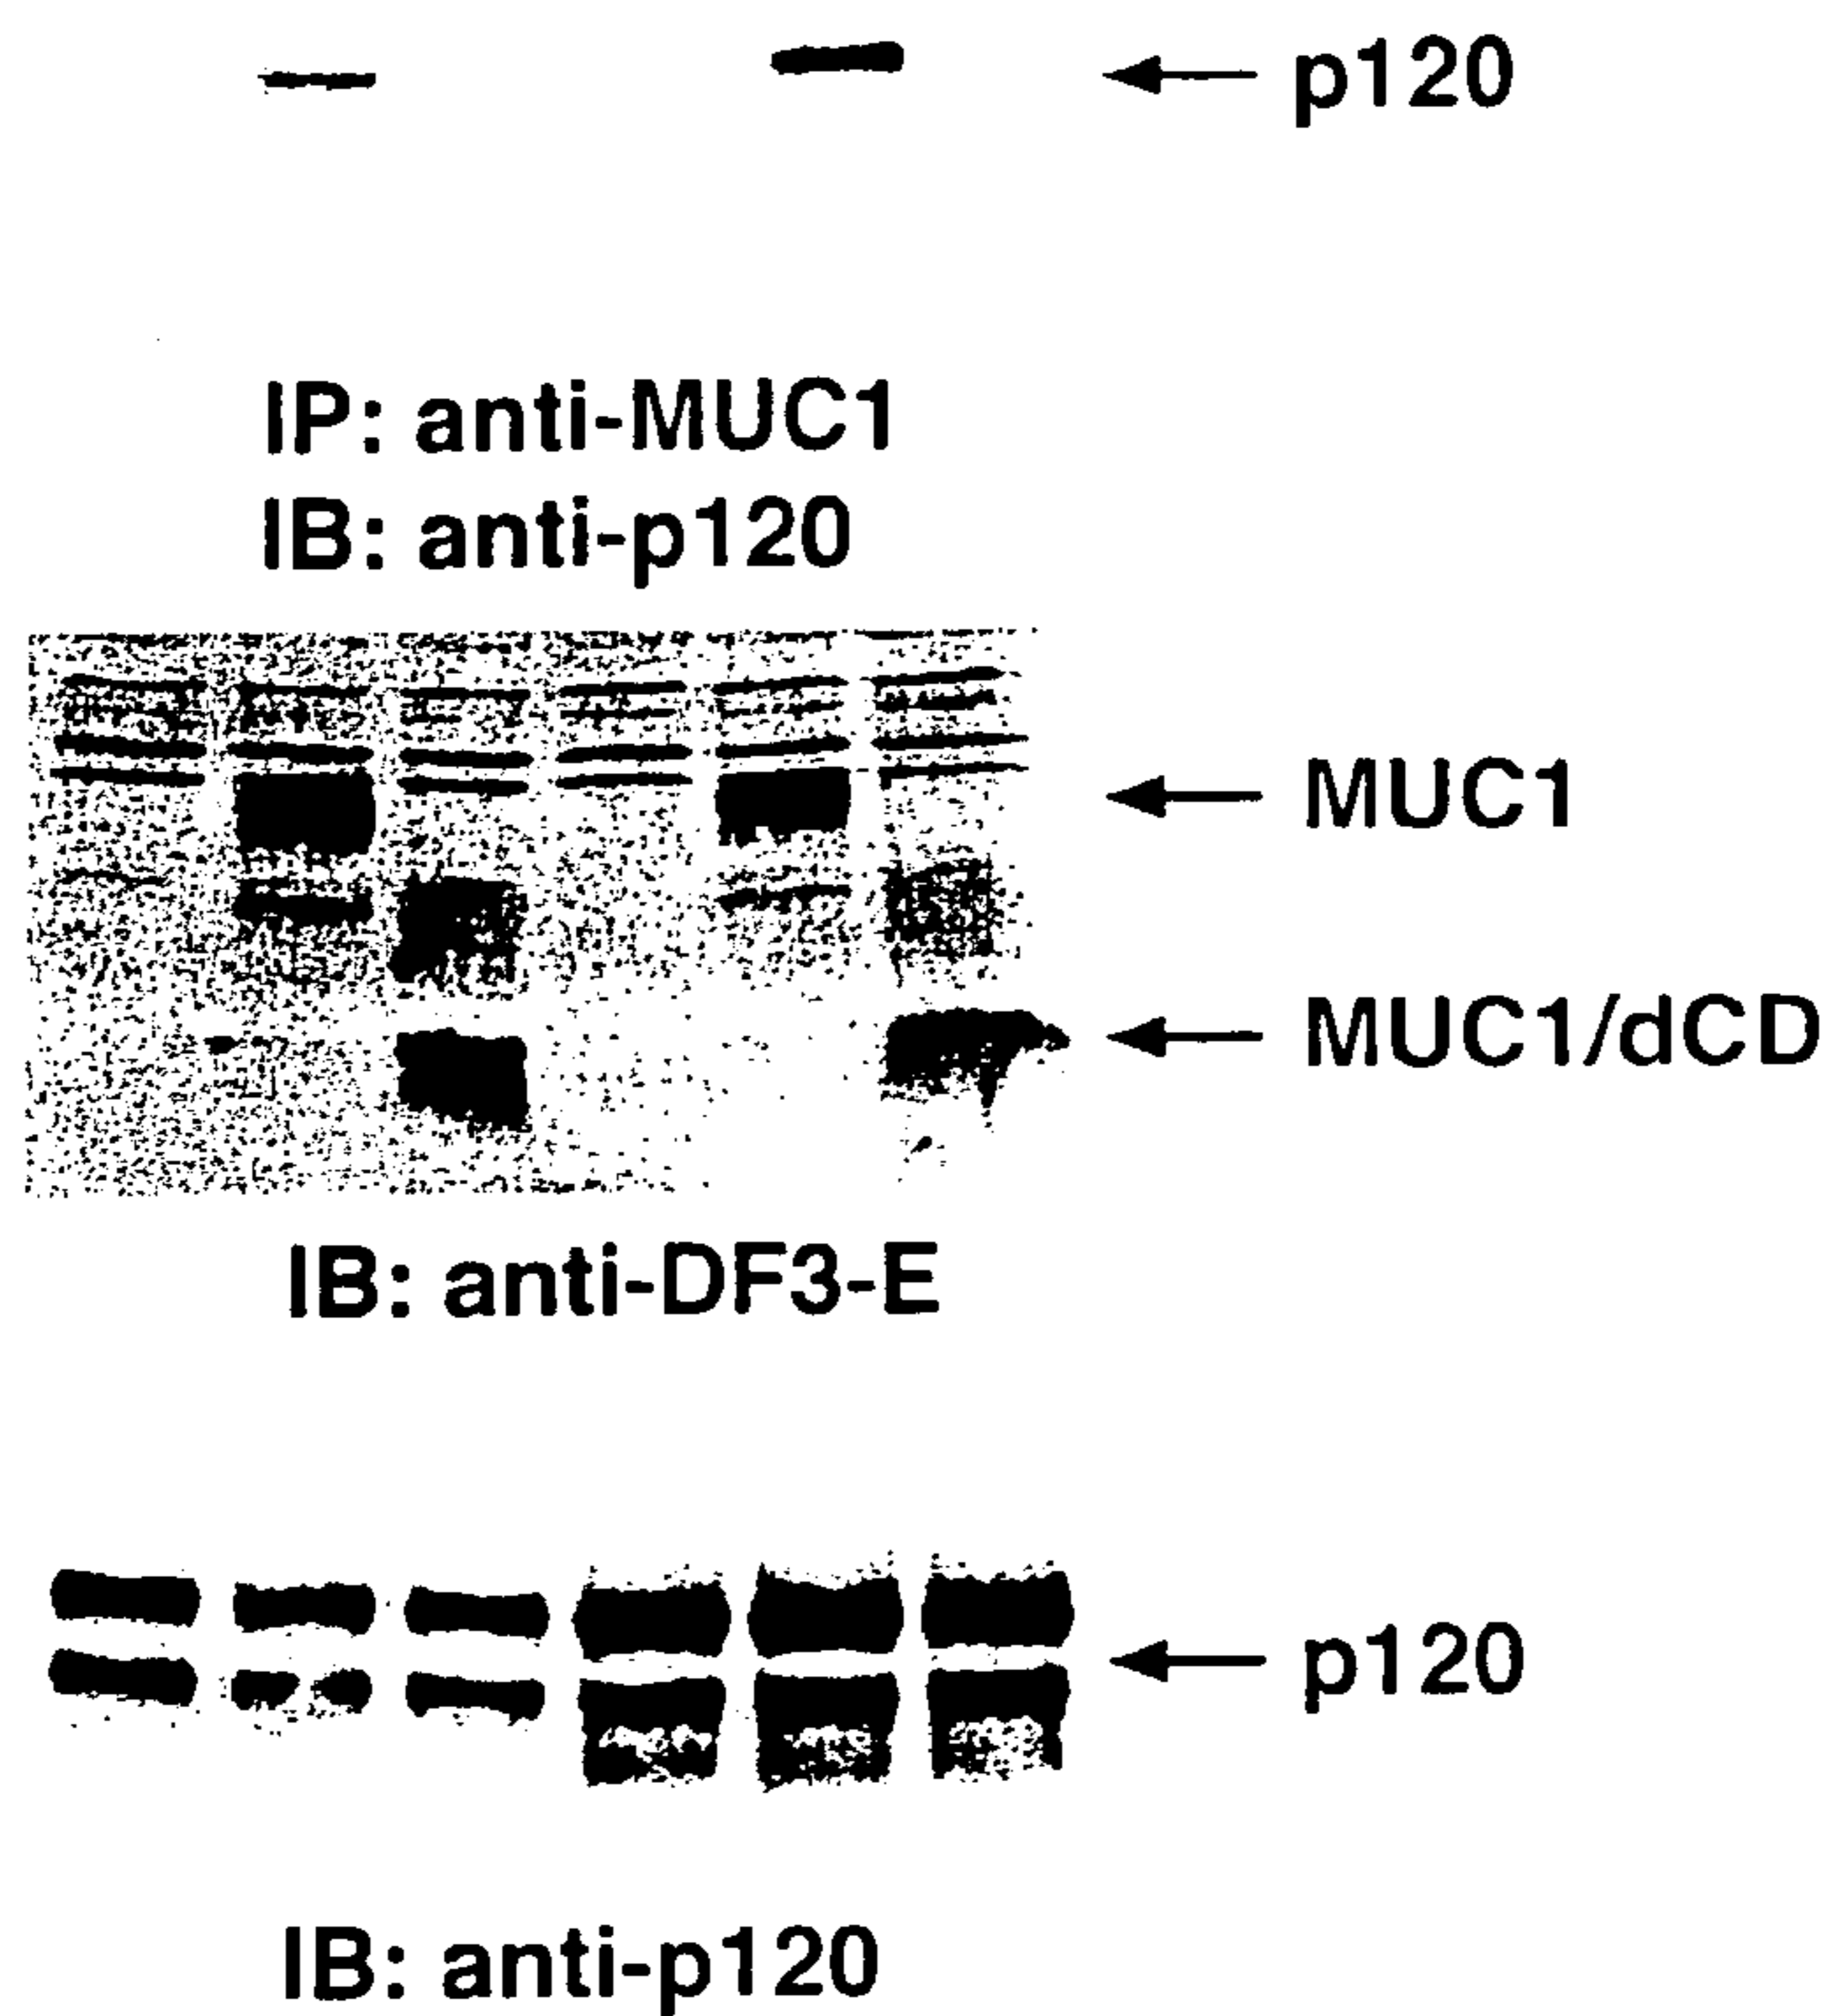 p120
IP: anti-MUC1
IB: anti-p120
MUC1
MUC1/dCD
IB: anti-DF3-E
p120
IB: anti-p120